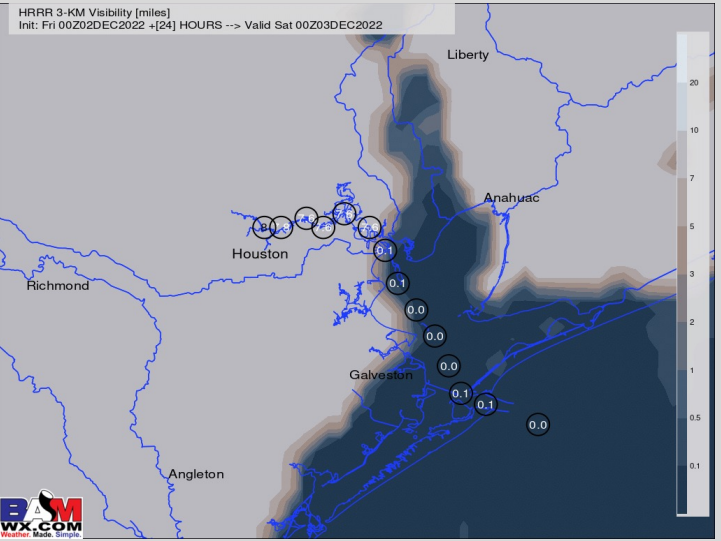 HRRR 3-KM Visibility [miles]
Init: Fri 00Z02DEC2022 +[24] HOURS --> Valid Sat 00Z03DEC2022
Liberty
20
10
7
Anahuac
5
Houston
0.1
3
Richmond
0.1
0.0
2
0.0
0.0
1
Galveston
0.1
0.1
0.5
0.0
0.1
Angleton
BAM
WX.COM
Weather. Made. Simple.